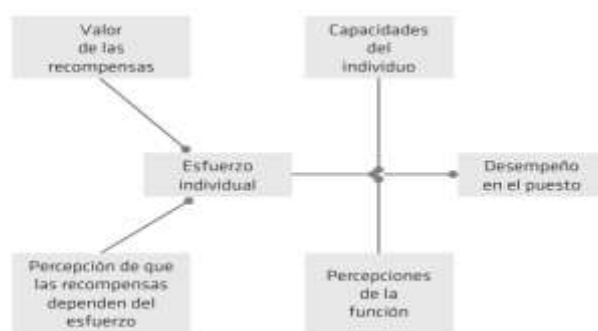 Valor
de las
recompensas
Capacidades
del
individuo
Esfuerzo
individual
Desempeño
en el puesto
Percepción de que
las recompensas
dependen del
esfuerzo
Percepciones
de la
función